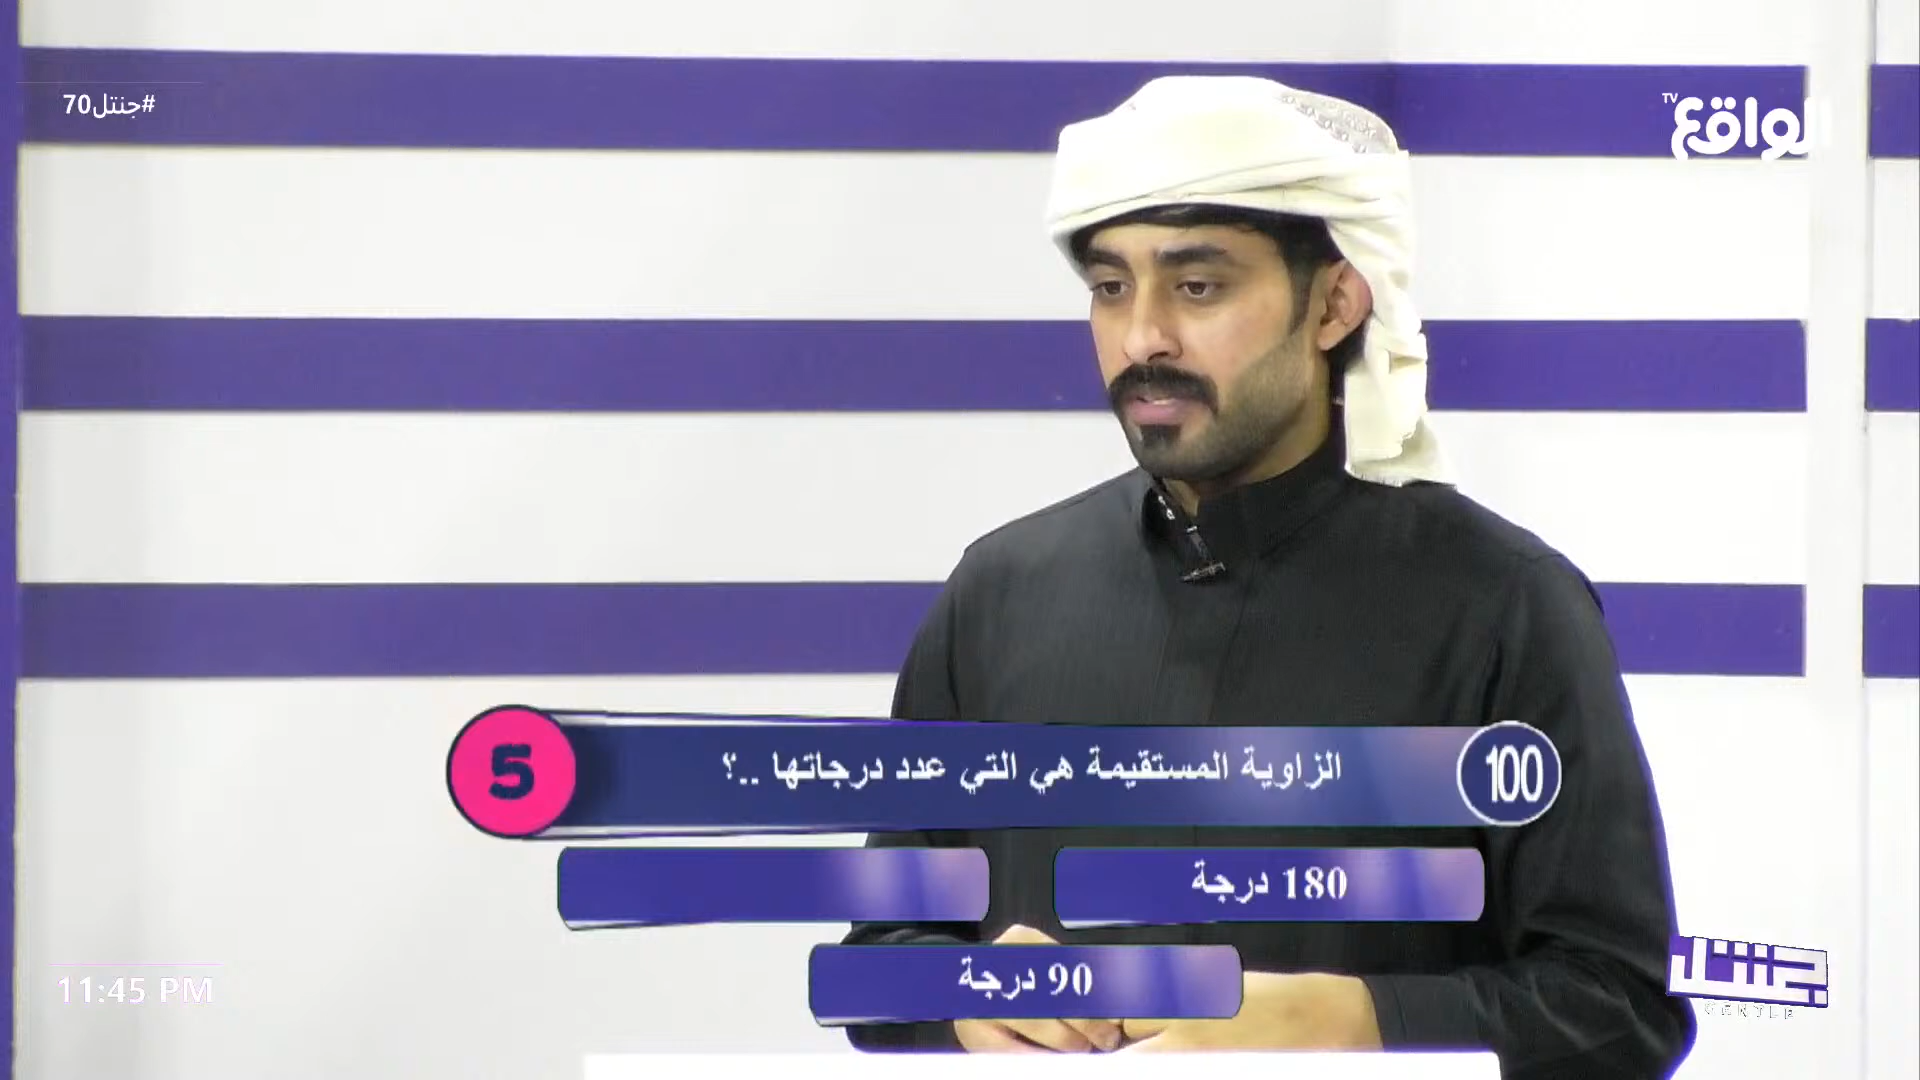 #جنتل70
الواقع TV
5
الزاوية المستقيمة هي التي عدد درجاتها ..؟
100
180 درجة
90 درجة
11:45 PM
جنتل
GENTLE